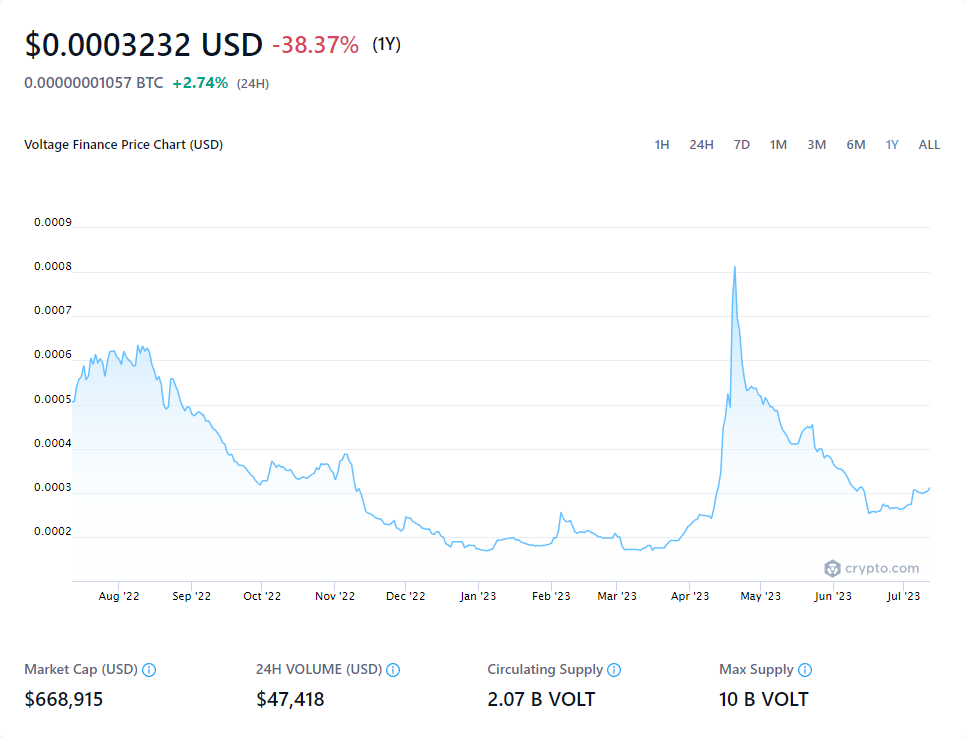 $0.0003232 USD -38.37% (1Y)
0.00000001057 BTC +2.74% (24H)
Voltage Finance Price Chart (USD) 1H 24H 7D 1M 3M 6M 1Y ALL
0.0009
0.0008
0.0007
0.0006
0.0005
0.0004
0.0003
0.0002
crypto.com
Aug '22 Sep '22 Oct '22 Nov '22 Dec '22 Jan '23 Feb '23 Mar '23 Apr '23 May '23 Jun '23 Jul '23
Market Cap (USD) 24H VOLUME (USD) Circulating Supply Max Supply
$668,915 $47,418 2.07 B VOLT 10 B VOLT